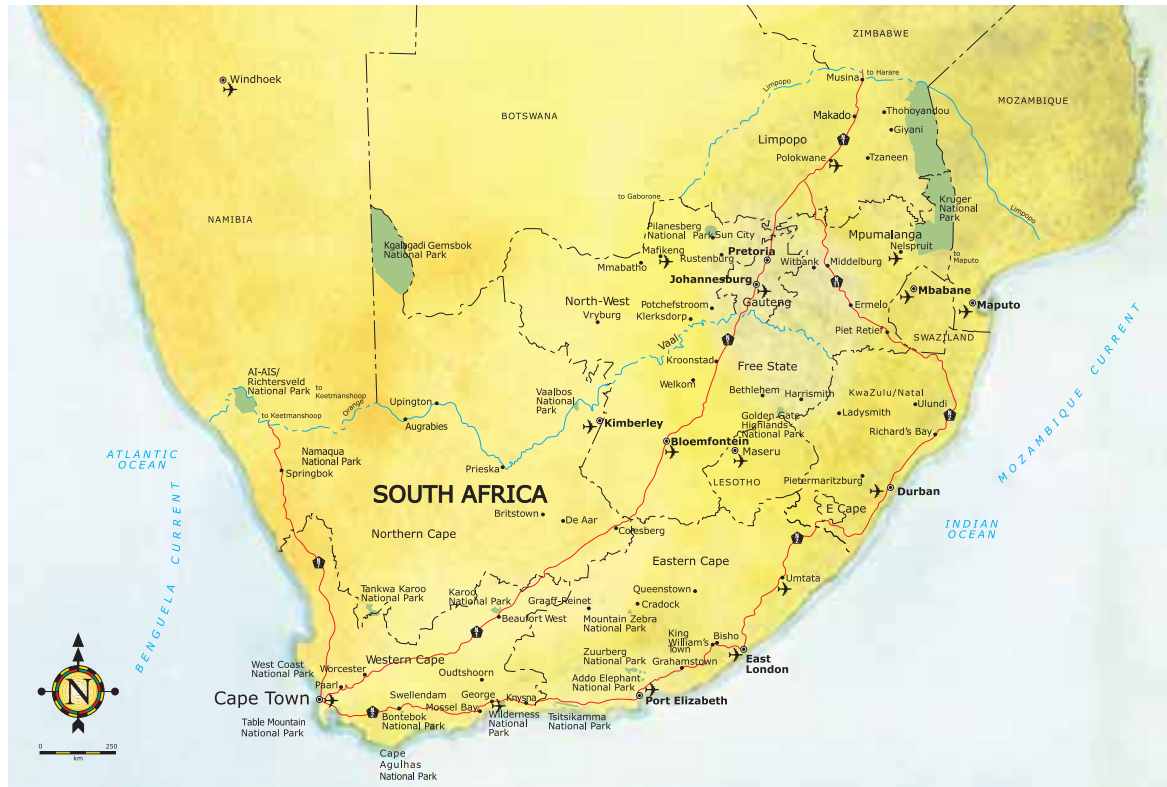 ZIMBABWE
to Harare
Musina
Windhoek
Limpopo
MOZAMBIQUE
BOTSWANA
Makado
Thohoyandou
Giyani
Limpopo
N
1
Polokwane
Tzaneen
to Gaborone
Kruger
National
Park
Limpopo
NAMIBIA
Pilanesberg
National Park
Sun City
Mpumalanga
Nelspruit
Kgalagadi Gemsbok
National Park
Mafikeng
Rustenburg
Pretoria
to
Maputo
Mmabatho
Witbank
Middelburg
Johannesburg
Mbabane
Maputo
North-West
Vryburg
Potchefstroom
Klerksdorp
Gauteng
Ermelo
Piet Retief
SWAZILAND
Vaal
Kroonstad
Free State
AI-AIS/
Richtersveld
National Park
to
Keetmanshoop
Welkom
Bethlehem
Harrismith
KwaZulu/Natal
Upington
Vaalbos
National
Park
Orange
to Keetmanshoop
Augrabies
Golden Gate
Highlands
National Park
Ulundi
Ladysmith
N
2
Kimberley
Richard's Bay
Bloemfontein
Maseru
ATLANTIC
OCEAN
Namaqua
National Park
Springbok
Prieska
LESOTHO
Pietermaritzburg
Durban
MOZAMBIQUE CURRENT
BENGUELA CURRENT
SOUTH AFRICA
Britstown
De Aar
E Cape
INDIAN
OCEAN
Northern Cape
Colesberg
N
2
N
7
Eastern Cape
Tankwa Karoo
National Park
Karoo
National Park
Queenstown
Umtata
Graaff-Reinet
Cradock
Beaufort West
Mountain Zebra
National Park
N
1
King
William's
Town
Bisho
East
London
Western Cape
Zuurberg
National Park
Grahamstown
West Coast
National Park
Worcester
Oudtshoorn
Addo Elephant
National Park
Paarl
N
Cape Town
Swellendam
George
Knysna
Port Elizabeth
N
2
Bontebok
National Park
Mossel Bay
Wilderness
National
Park
Tsitsikamma
National Park
Table Mountain
National Park
0
250
km
Cape
Agulhas
National Park